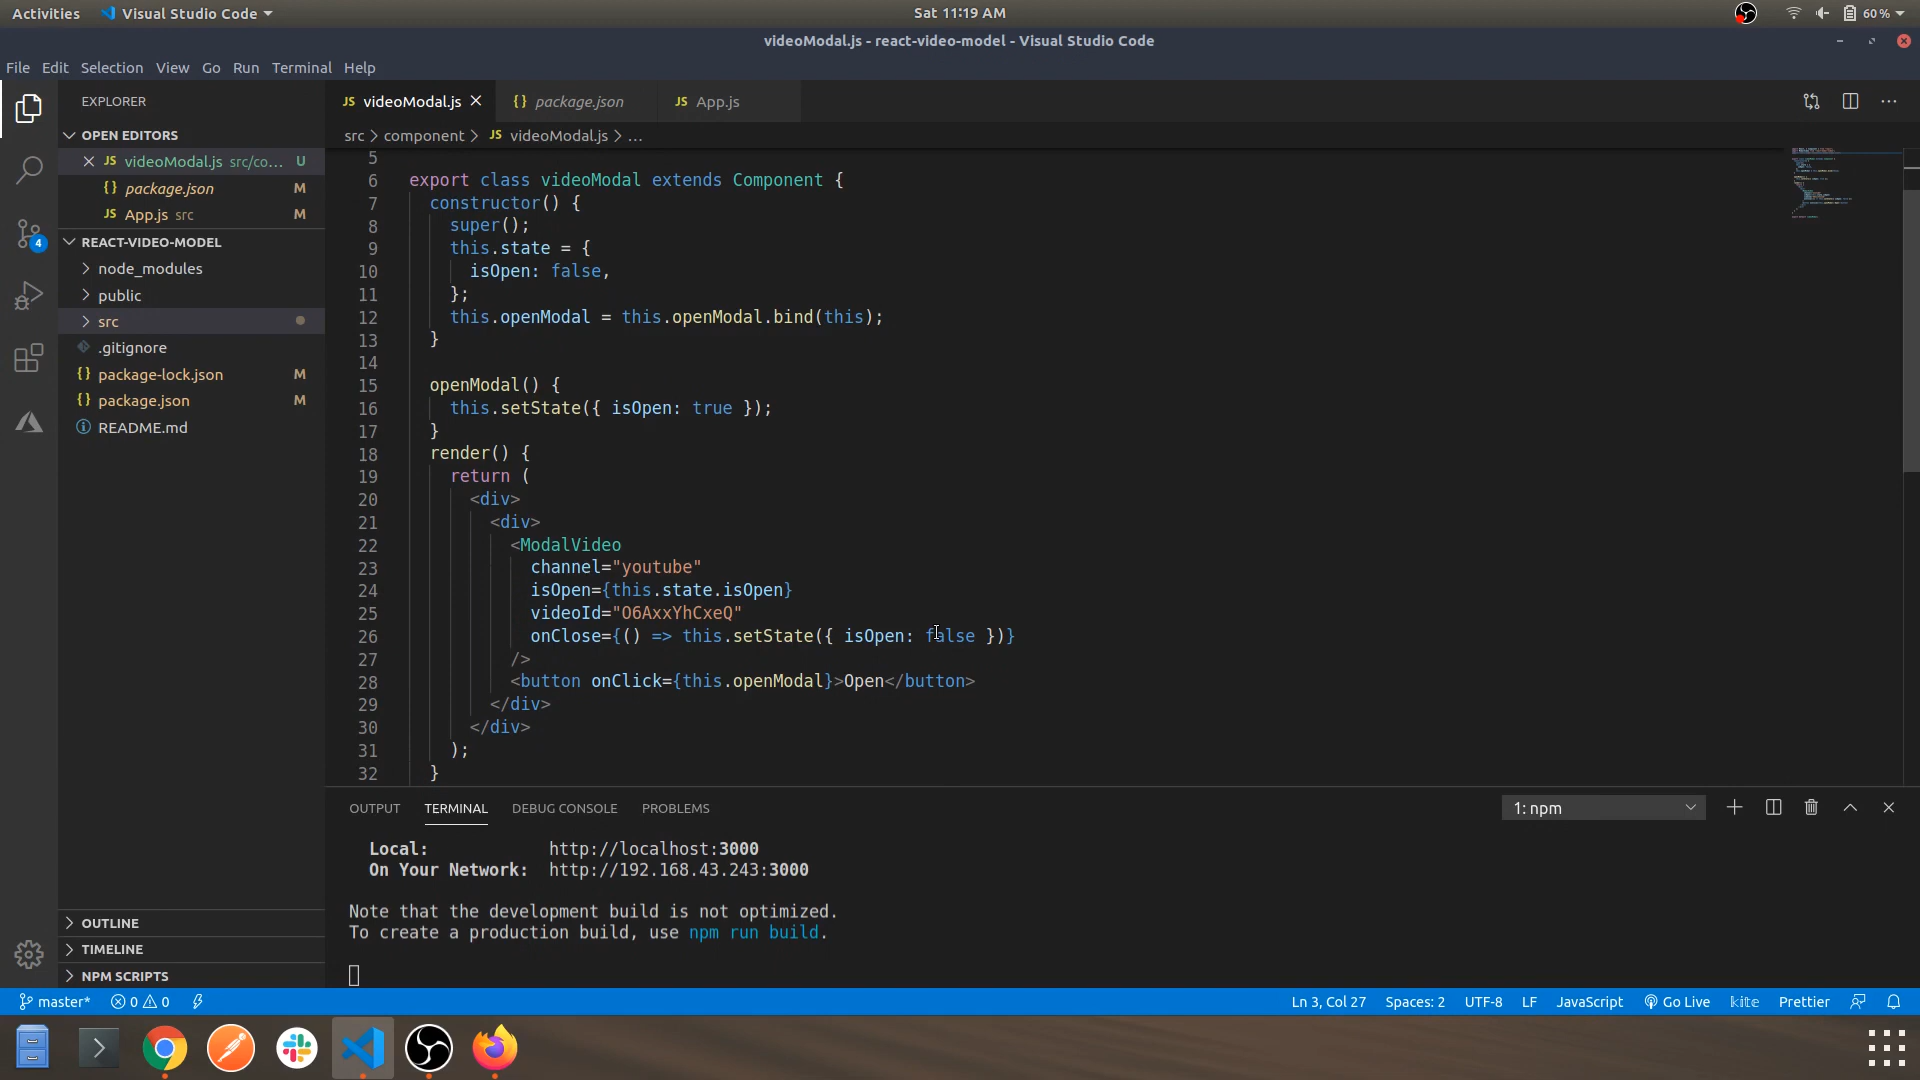 Activities Visual Studio Code Sat 11:19 AM 60 %
videoModal.js - react-video-model - Visual Studio Code
File Edit Selection View Go Run Terminal Help
EXPLORER
OPEN EDITORS
videoModal.js src/co... U
package.json M
App.js src M
REACT-VIDEO-MODEL
node_modules
public
src
.gitignore
package-lock.json M
package.json M
README.md
4
OUTLINE
TIMELINE
NPM SCRIPTS
JS videoModal.js {} package.json JS App.js
src > component > JS videoModal.js > ...
5
6 export class videoModal extends Component {
7 constructor() {
8 super();
9 this.state = {
10 isOpen: false,
11 };
12 this.openModal = this.openModal.bind(this);
13 }
14
15 openModal() {
16 this.setState({ isOpen: true });
17 }
18 render() {
19 return (
20 <div>
21 <div>
22 <ModalVideo
23 channel="youtube"
24 isOpen={this.state.isOpen}
25 videoId="O6AxxYhCxeQ"
26 onClose={() => this.setState({ isOpen: false })}
27 />
28 <button onClick={this.openModal}>Open</button>
29 </div>
30 </div>
31 );
32 }
OUTPUT TERMINAL DEBUG CONSOLE PROBLEMS 1: npm
Local: http://localhost:3000
On Your Network: http://192.168.43.243:3000
Note that the development build is not optimized.
To create a production build, use npm run build.
master* 0 0 Ln 3, Col 27 Spaces: 2 UTF-8 LF JavaScript Go Live kite Prettier